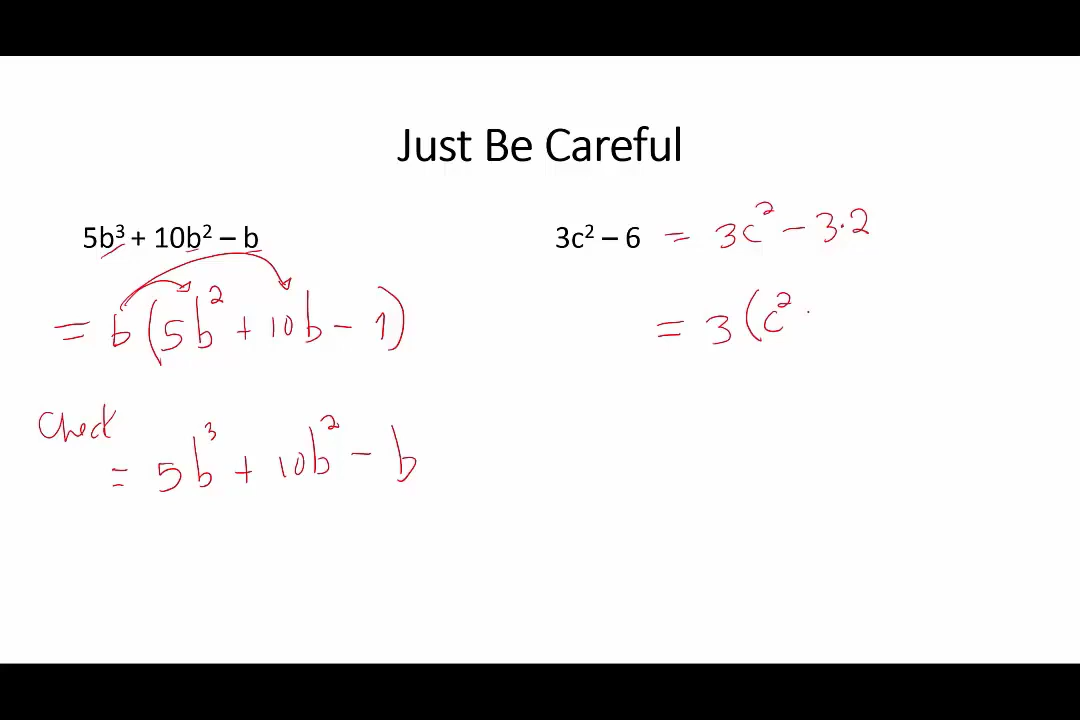 Just Be Careful
5b³ + 10b² – b
= b(5b² + 10b – 1)
Check
= 5b³ + 10b² – b
3c² – 6 = 3c² – 3·2
= 3(c²